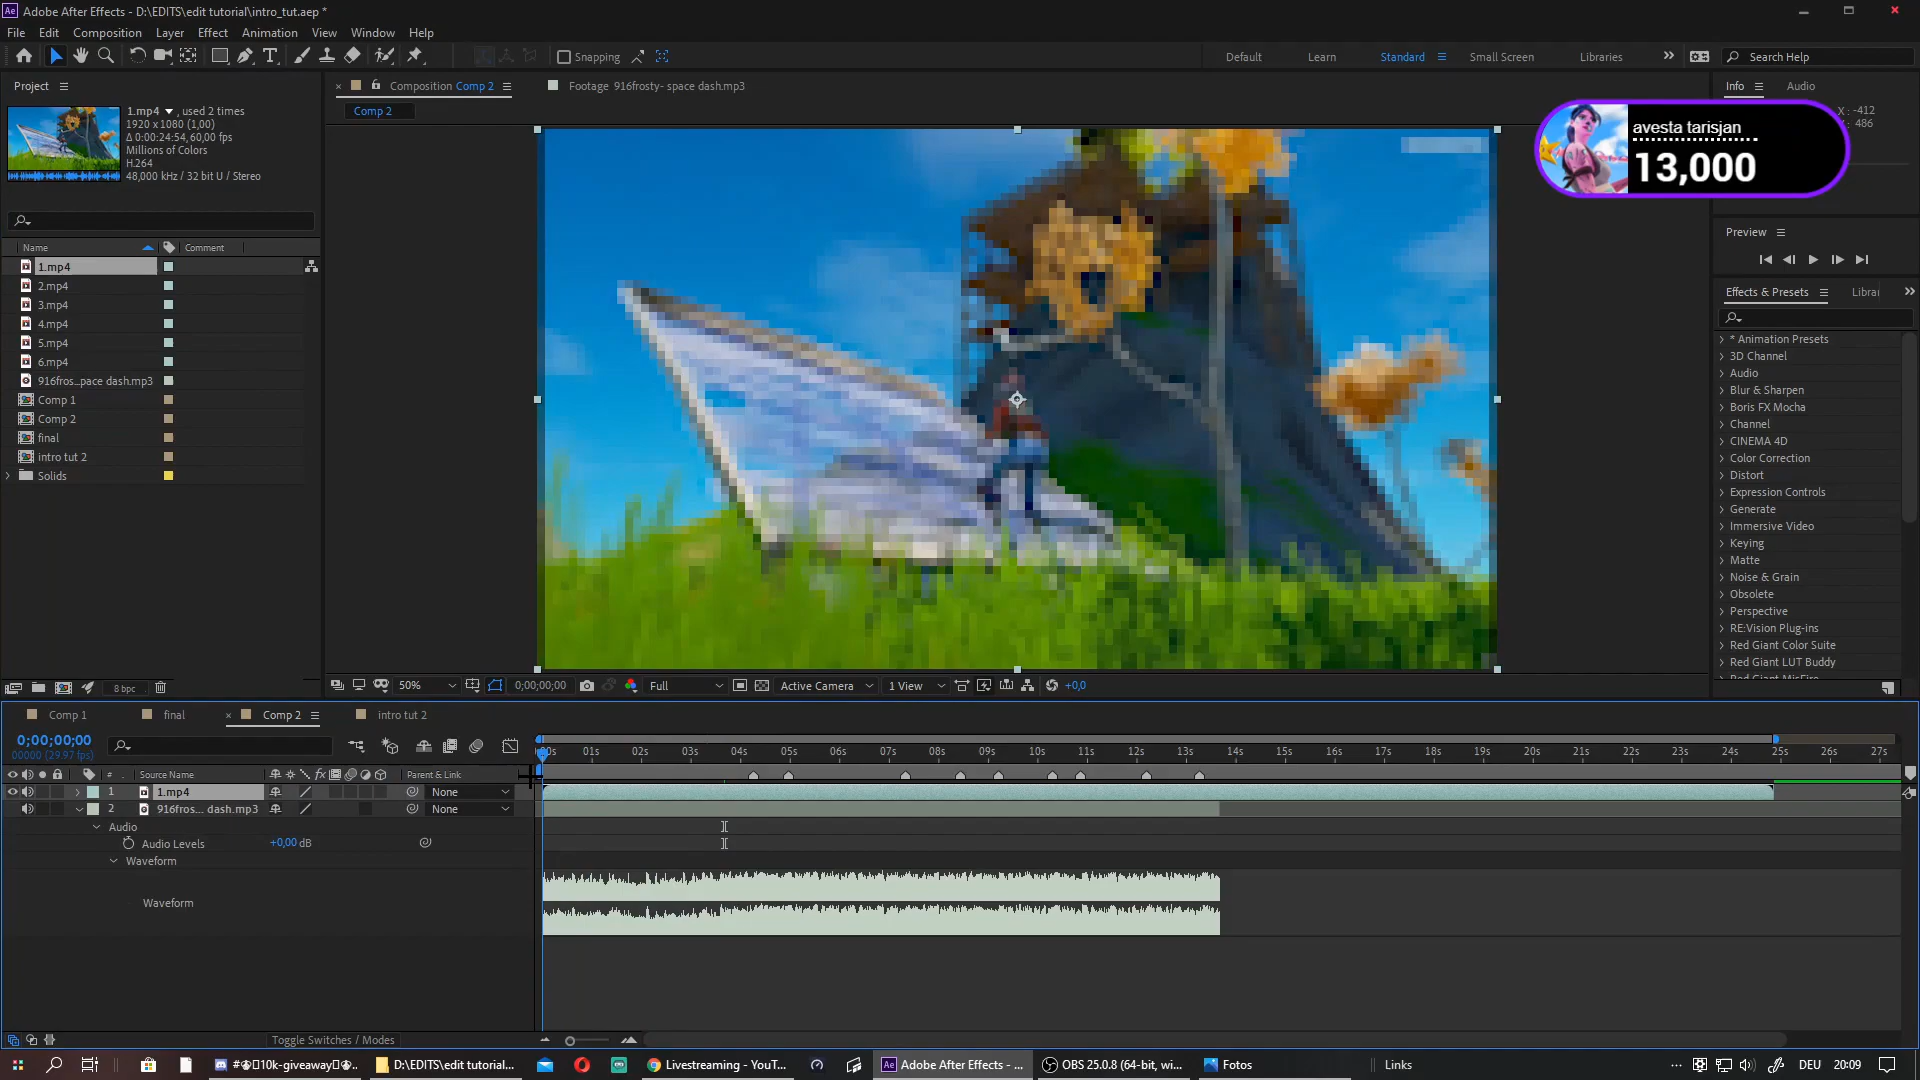 Adobe After Effects - D:\EDITS\edit tutorial\intro_tut.aep *
File Edit Composition Layer Effect Animation View Window Help
Snapping
Default Learn Standard Small Screen Libraries
Search Help
Project
1.mp4 , used 2 times
1920 x 1080 (1,00)
Δ 0:00:24:54, 60,00 fps
Millions of Colors
H.264
48,000 kHz / 32 bit U / Stereo
Name Comment
1.mp4
2.mp4
3.mp4
4.mp4
5.mp4
6.mp4
916fros...pace dash.mp3
Comp 1
Comp 2
final
intro tut 2
Solids
8 bpc
Composition Comp 2
Footage 916frosty- space dash.mp3
Comp 2
50%
0;00;00;00
Full
Active Camera
1 View
+0,0
Info Audio
X : -412
: 486
avesta tarisjan
13,000
Preview
Effects & Presets
* Animation Presets
3D Channel
Audio
Blur & Sharpen
Boris FX Mocha
Channel
CINEMA 4D
Color Correction
Distort
Expression Controls
Generate
Immersive Video
Keying
Matte
Noise & Grain
Obsolete
Perspective
RE:Vision Plug-ins
Red Giant Color Suite
Red Giant LUT Buddy
Red Giant MisFire
Comp 1 final Comp 2 intro tut 2
0;00;00;00
00000 (29.97 fps)
00s 01s 02s 03s 04s 05s 06s 07s 08s 09s 10s 11s 12s 13s 14s 15s 16s 17s 18s 19s 20s 21s 22s 23s 24s 25s 26s 27s
# Source Name Parent & Link
1 1.mp4 None
2 916fros... dash.mp3 None
Audio
Audio Levels +0,00 dB
Waveform
Waveform
Toggle Switches / Modes
D:\EDITS\edit tutorial...
Livestreaming - YouT...
Adobe After Effects - ...
OBS 25.0.8 (64-bit, wi...
Fotos
Links
DEU
20:09